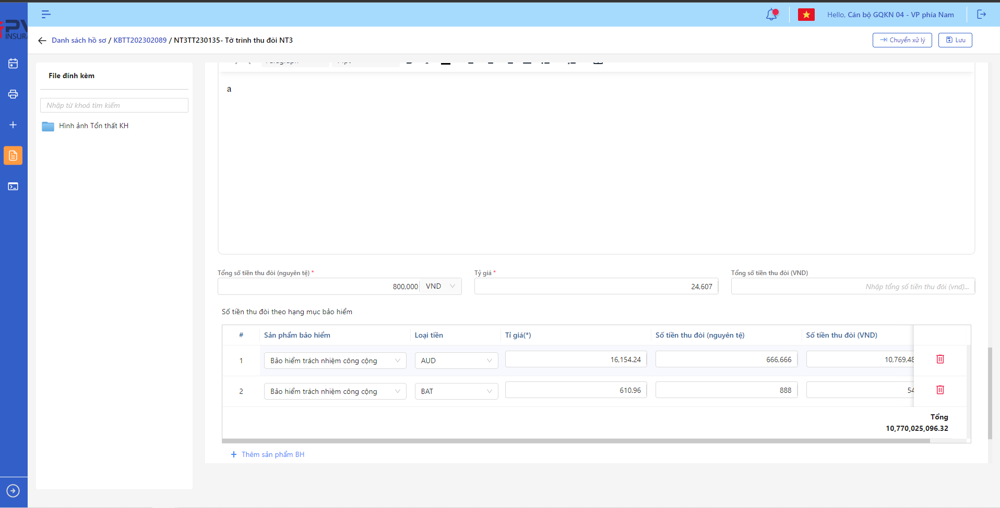 Hello, Cán bộ GQKN 04 - VP phía Nam
PV
INSURA
Danh sách hồ sơ / KBTT202302089 / NT3TT230135- Tờ trình thu đòi NT3
Chuyển xử lý
Lưu
File đính kèm
Nhập từ khoá tìm kiếm
Hình ảnh Tổn thất KH
a
Tổng số tiền thu đòi (nguyên tệ) *
Tỷ giá *
Tổng số tiền thu đòi (VND)
800,000 VND
24,607
Nhập tổng số tiền thu đòi (vnd)...
Số tiền thu đòi theo hạng mục bảo hiểm
# Sản phẩm bảo hiểm Loại tiền Tỉ giá(*) Số tiền thu đòi (nguyên tệ) Số tiền thu đòi (VND)
1 Bảo hiểm trách nhiệm công cộng AUD 16,154.24 666,666 10,769,48
2 Bảo hiểm trách nhiệm công cộng BAT 610.96 888 54
Tổng
10,770,025,096.32
+ Thêm sản phẩm BH